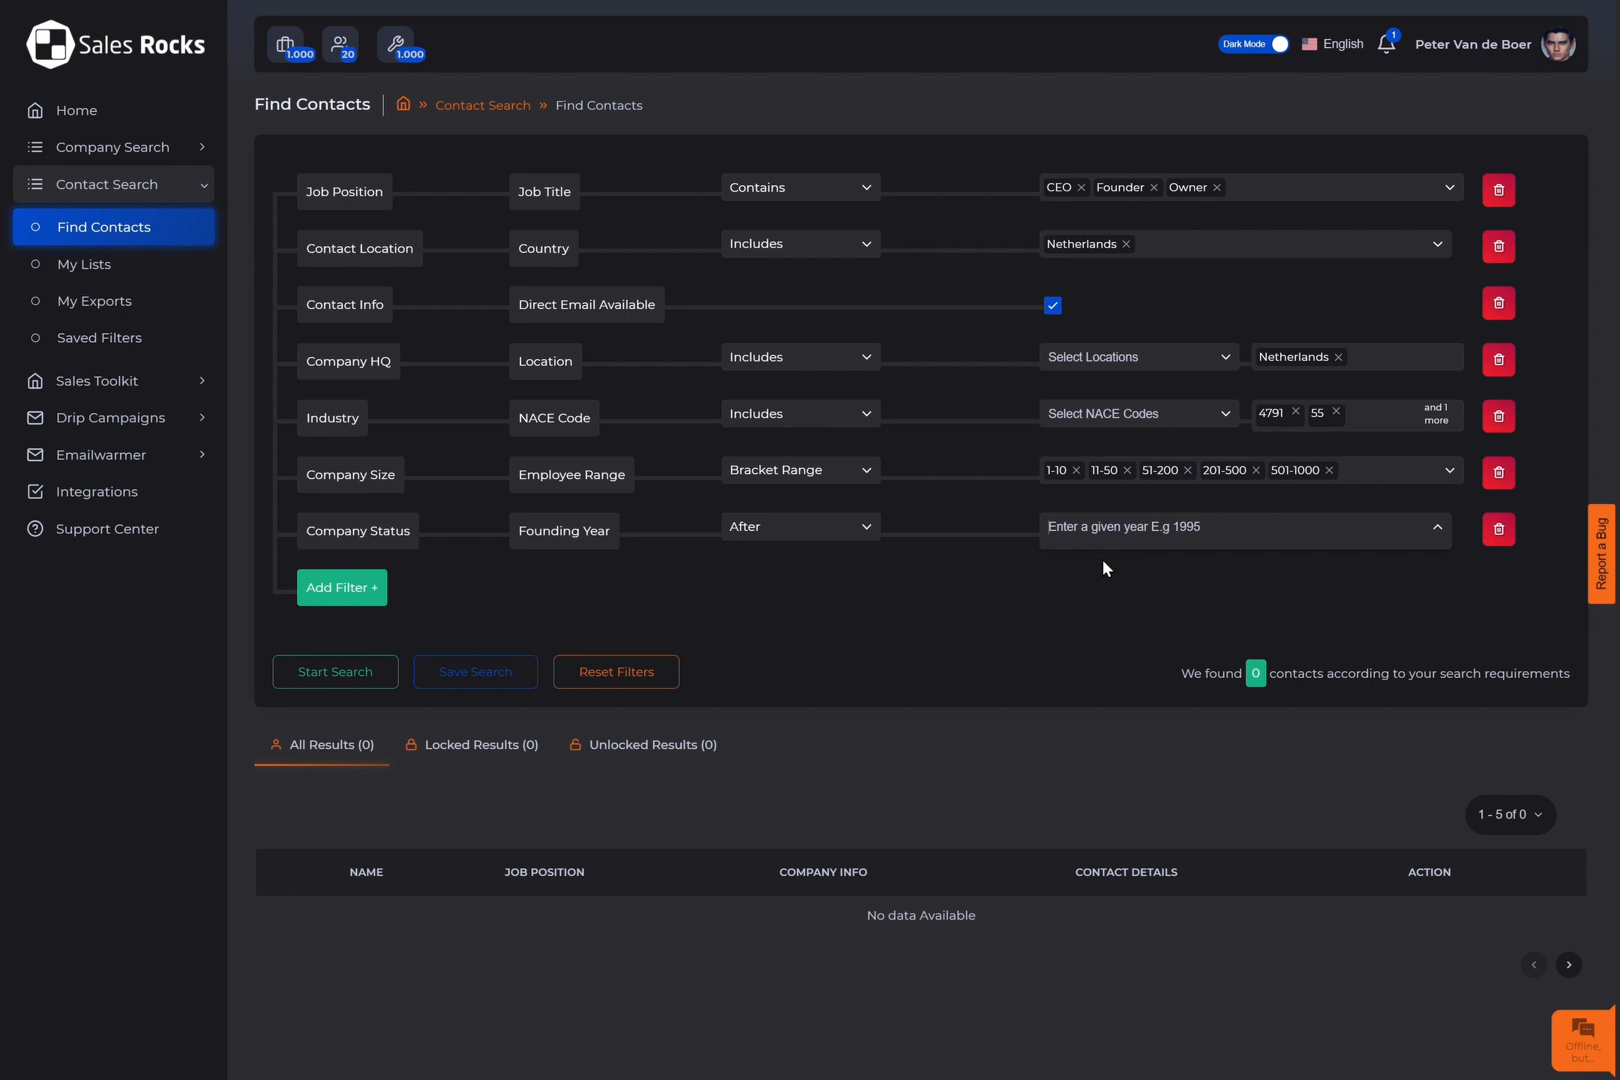 Sales Rocks
1.000
20
1.000
Dark Mode
English
1
Peter Van de Boer
Home
Company Search
Contact Search
Find Contacts
My Lists
My Exports
Saved Filters
Sales Toolkit
Drip Campaigns
Emailwarmer
Integrations
Support Center
Find Contacts
» Contact Search » Find Contacts
Job Position Job Title Contains CEO × Founder × Owner ×
Contact Location Country Includes Netherlands ×
Contact Info Direct Email Available
Company HQ Location Includes Select Locations Netherlands ×
Industry NACE Code Includes Select NACE Codes 4791 × 55 × and 1
more
Company Size Employee Range Bracket Range 1-10 × 11-50 × 51-200 × 201-500 × 501-1000 ×
Company Status Founding Year After Enter a given year E.g 1995
Add Filter +
Start Search Save Search Reset Filters We found 0 contacts according to your search requirements
All Results (0) Locked Results (0) Unlocked Results (0)
1 - 5 of 0
NAME JOB POSITION COMPANY INFO CONTACT DETAILS ACTION
No data Available
Report a Bug
Offline,
but...